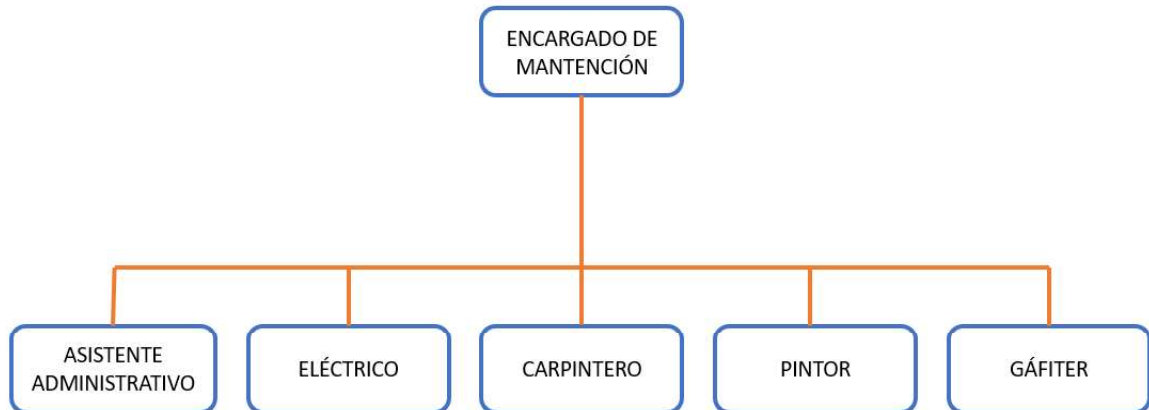 ENCARGADO DE
MANTENCIÓN
ASISTENTE
ADMINISTRATIVO
ELÉCTRICO
CARPINTERO
PINTOR
GÁFITER